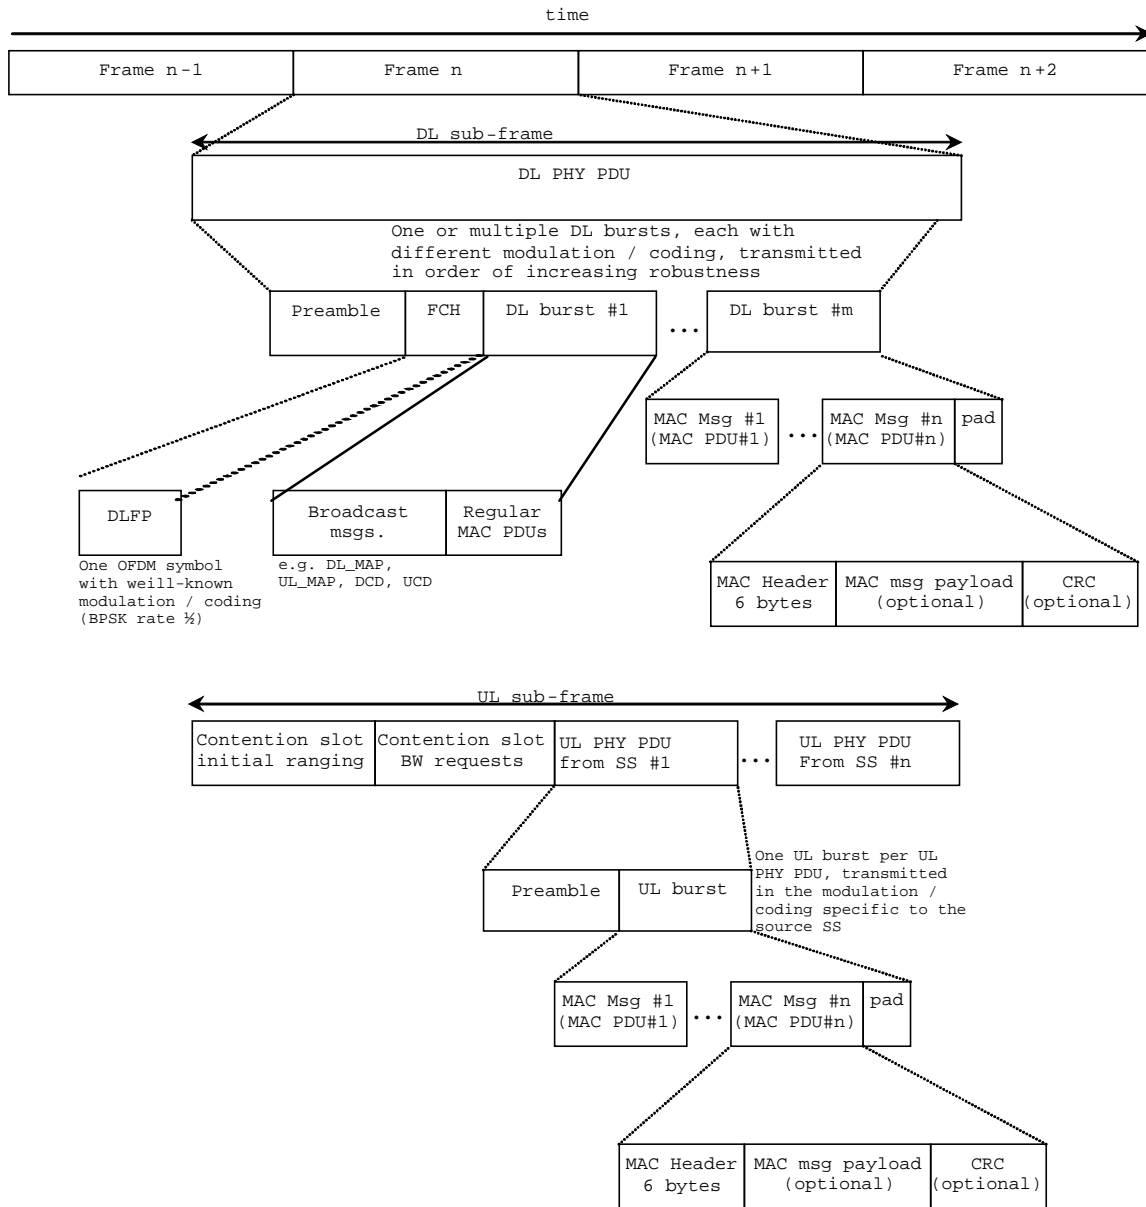 time
Frame n-1
Frame n
Frame n+1
Frame n+2
DL sub-frame
DL PHY PDU
One or multiple DL bursts, each with
different modulation / coding, transmitted
in order of increasing robustness
Preamble
FCH
DL burst #1
...
DL burst #m
MAC Msg #1
(MAC PDU#1)
...
MAC Msg #n
(MAC PDU#n)
pad
DLFP
Broadcast
msgs.
Regular
MAC PDUs
One OFDM symbol
with weill-known
modulation / coding
(BPSK rate ½)
e.g. DL_MAP,
UL_MAP, DCD, UCD
MAC Header
6 bytes
MAC msg payload
(optional)
CRC
(optional)
UL sub-frame
Contention slot
initial ranging
Contention slot
BW requests
UL PHY PDU
from SS #1
...
UL PHY PDU
From SS #n
One UL burst per UL
PHY PDU, transmitted
in the modulation /
coding specific to the
source SS
Preamble
UL burst
MAC Msg #1
(MAC PDU#1)
...
MAC Msg #n
(MAC PDU#n)
pad
MAC Header
6 bytes
MAC msg payload
(optional)
CRC
(optional)